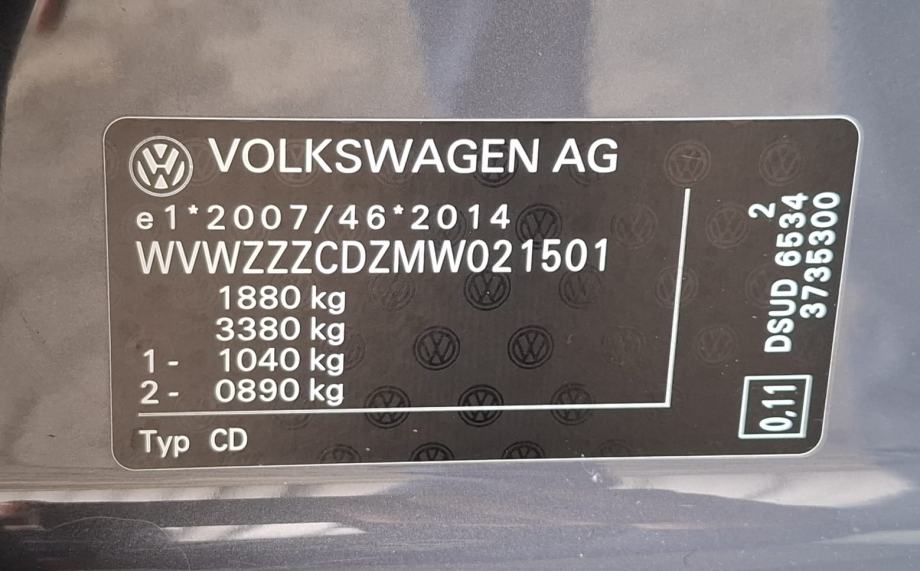 VOLKSWAGEN AG
e1*2007/46*2014
WVWZZZCDZMW021501
1880 kg
3380 kg
1- 1040 kg
2- 0890 kg
Typ CD
2
DSUD 6534
3735300
0,11